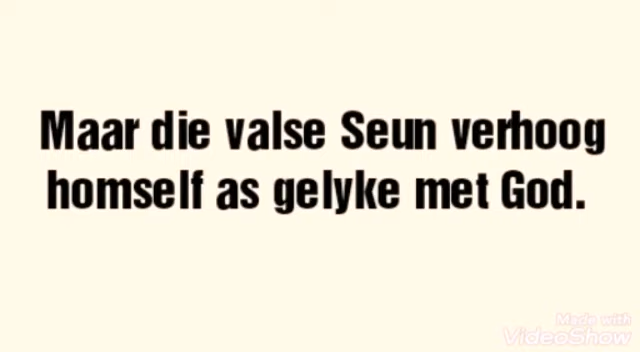 Maar die valse Seun verhoog
homself as gelyke met God.
Made with
VideoShow